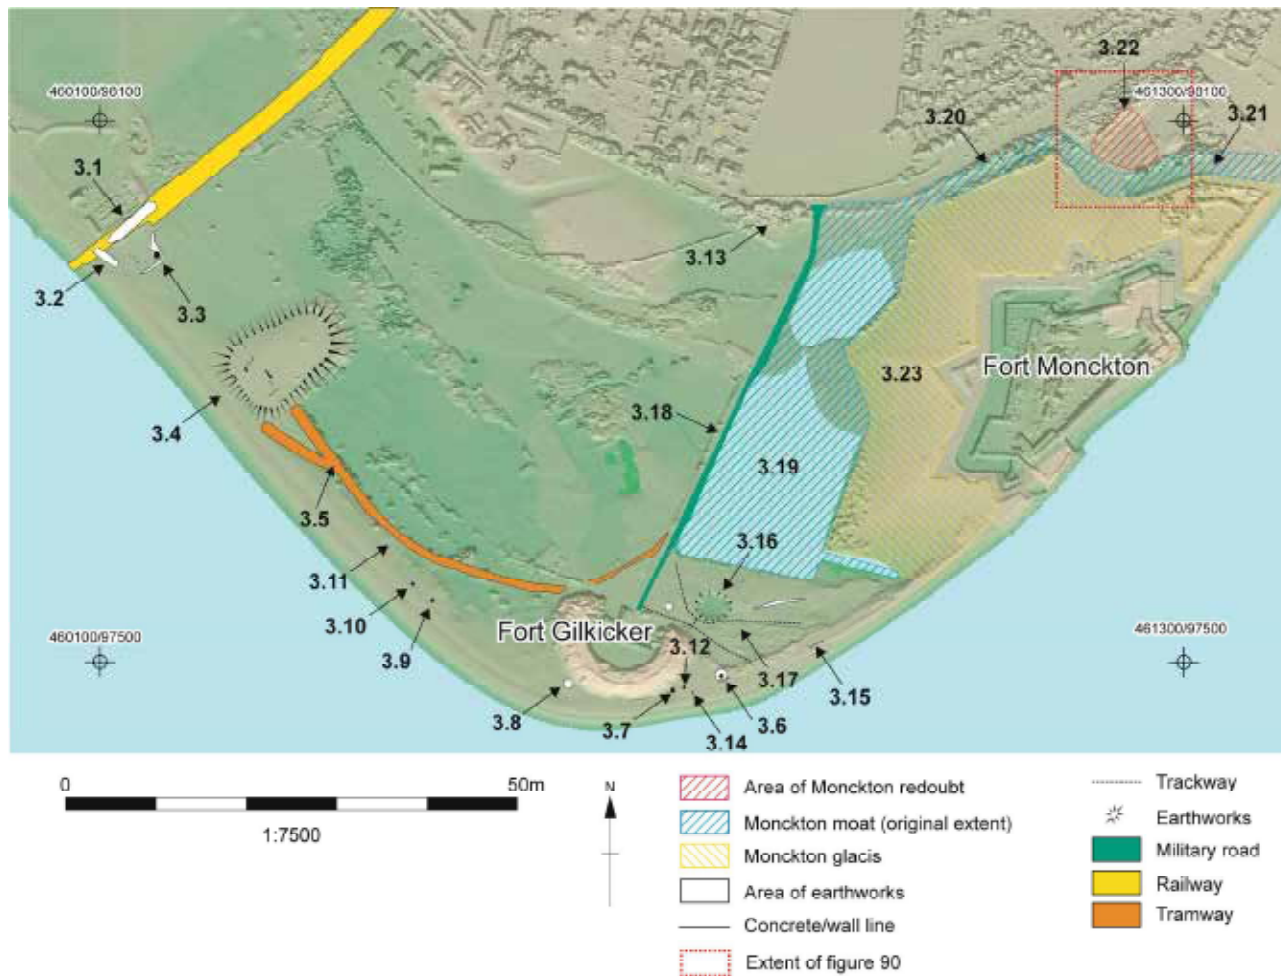 3.22
460100/98100
461300/98100
3.20
3.21
3.1
3.13
3.2
3.3
Fort Monckton
3.23
3.18
3.4
3.19
3.5
3.16
3.11
3.10
Fort Gilkicker
460100/97500
461300/97500
3.12
3.9
3.17
3.15
3.8
3.7
3.6
3.14
0
50m
1:7500
N
Area of Monckton redoubt
Monckton moat (original extent)
Monckton glacis
Area of earthworks
Concrete/wall line
Extent of figure 90
Trackway
Earthworks
Military road
Railway
Tramway